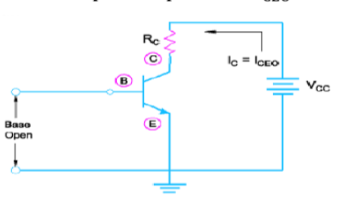 RC
C
IC = ICEO
B
VCC
E
Base
Open